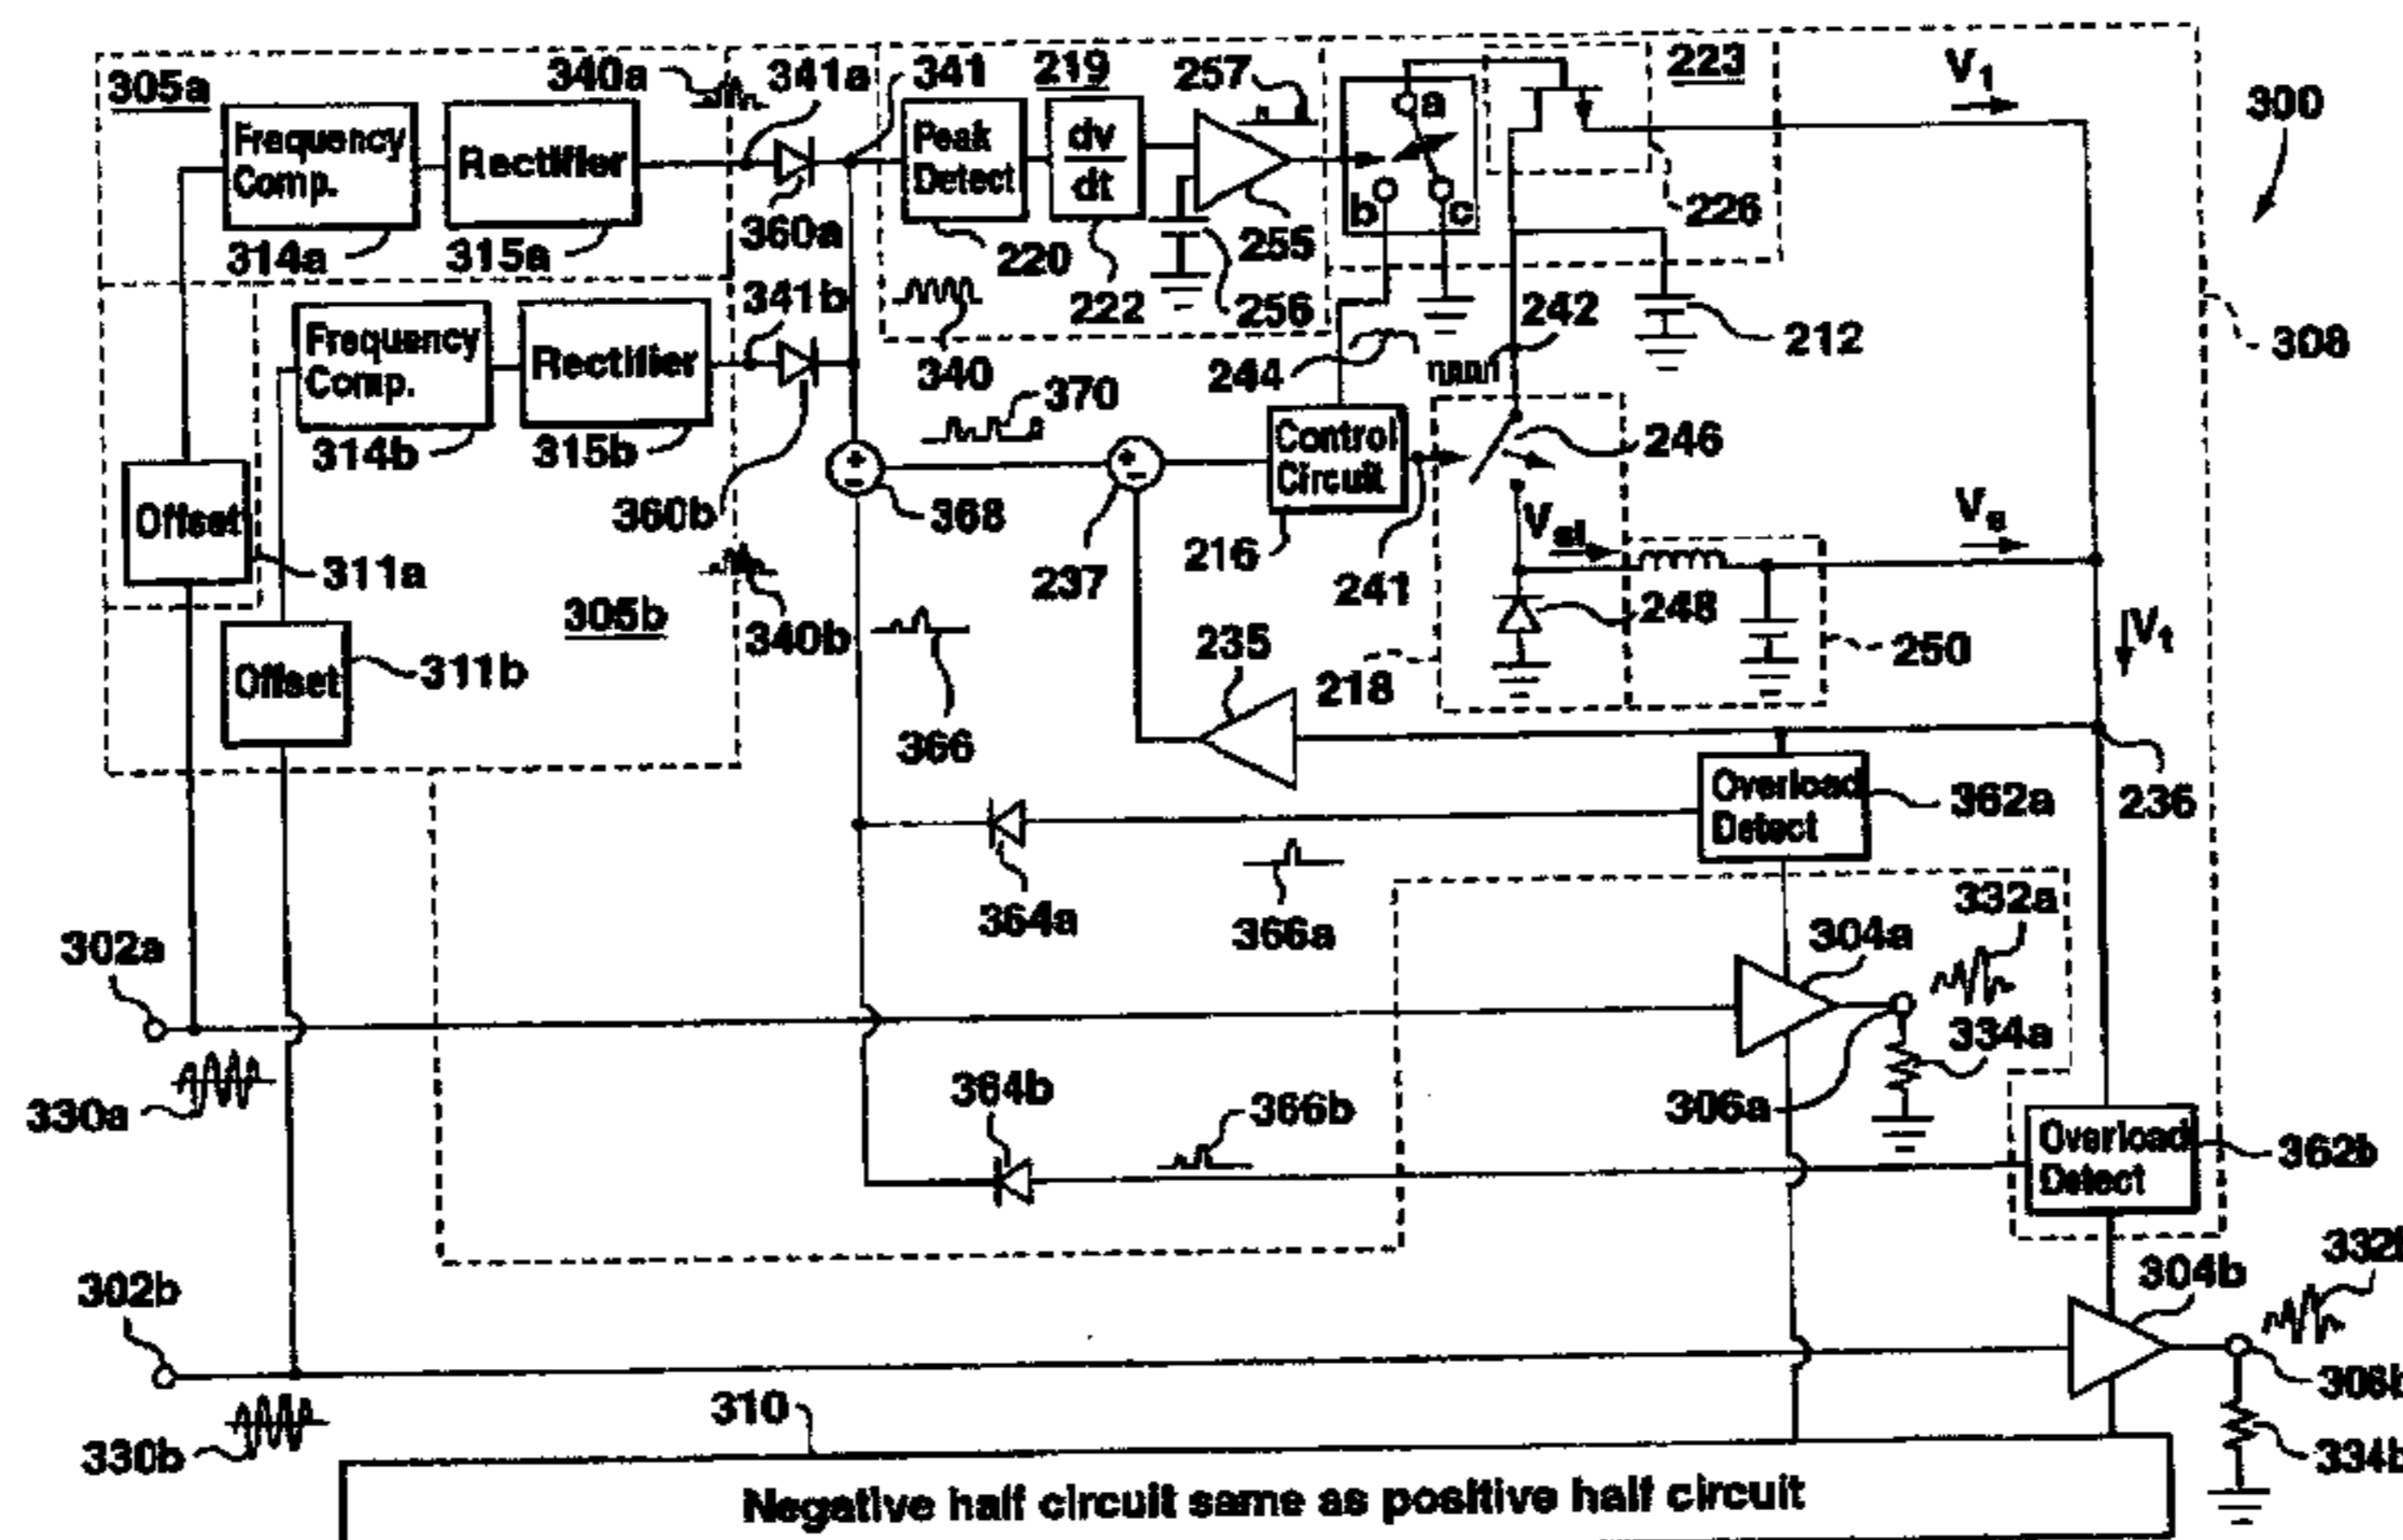 305a
340a
341a
341
219
257
223
V1
300
Frequency
Comp.
Rectifier
Peak
Detect
dv
dt
a
b
c
314a
315a
360a
220
222
255
256
226
341b
340
244
242
212
308
Frequency
Comp.
Rectifier
370
314b
315b
360b
368
Control
Circuit
246
Offset
311a
237
216
241
Vsl
Vs
305b
340b
235
248
Vt
Offset
311b
366
218
250
Overload
Detect
362a
236
364a
366a
332a
302a
304a
334a
330a
364b
366b
306a
Overload
Detect
362b
302b
304b
310
306b
330b
334b
Negative half circuit same as positive half circuit